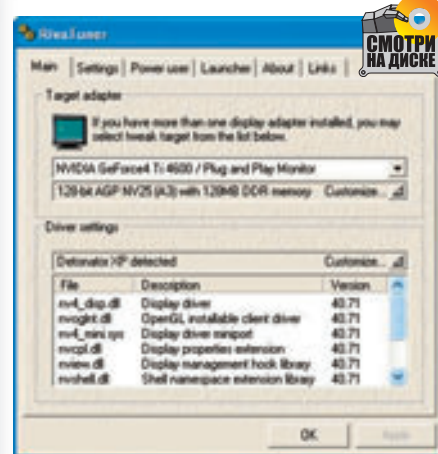 RivaTuner
СМОТРИ
НА ДИСКЕ
Main Settings Power user Launcher About Links
Target adapter
If you have more than one display adapter installed, you may
select tweak target from the list below.
NVIDIA GeForce4 Ti 4600 / Plug and Play Monitor
128-bit AGP NV25 (A3) with 128MB DDR memory Customize...
Driver settings
Detonator XP detected Customize...
File Description Version
nv4_disp.dll Display driver 40.71
nvoglnt.dll OpenGL installable client driver 40.71
nv4_mini.sys Display driver miniport 40.71
nvcpl.dll Display properties extension 40.71
nview.dll Display management hook library 40.71
nvshell.dll Shell namespace extension library 40.71
OK Apply